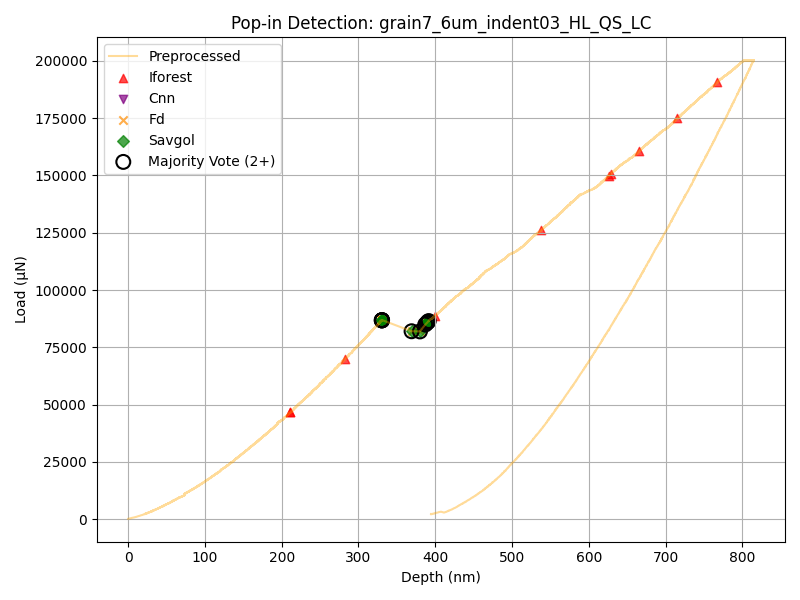 Pop-in Detection: grain7_6um_indent03_HL_QS_LC
Preprocessed
Iforest
Cnn
Fd
Savgol
Majority Vote (2+)
200000
175000
150000
125000
100000
75000
50000
25000
0
Load (µN)
0 100 200 300 400 500 600 700 800
Depth (nm)